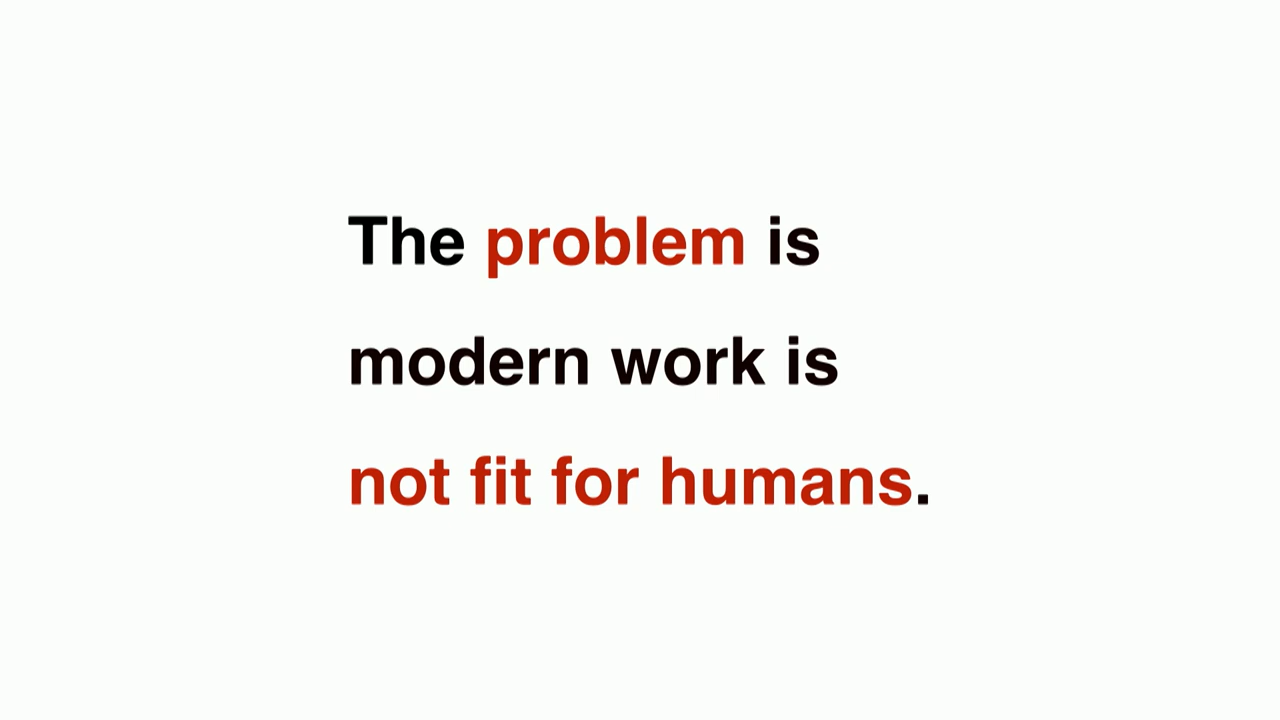 The problem is
modern work is
not fit for humans.